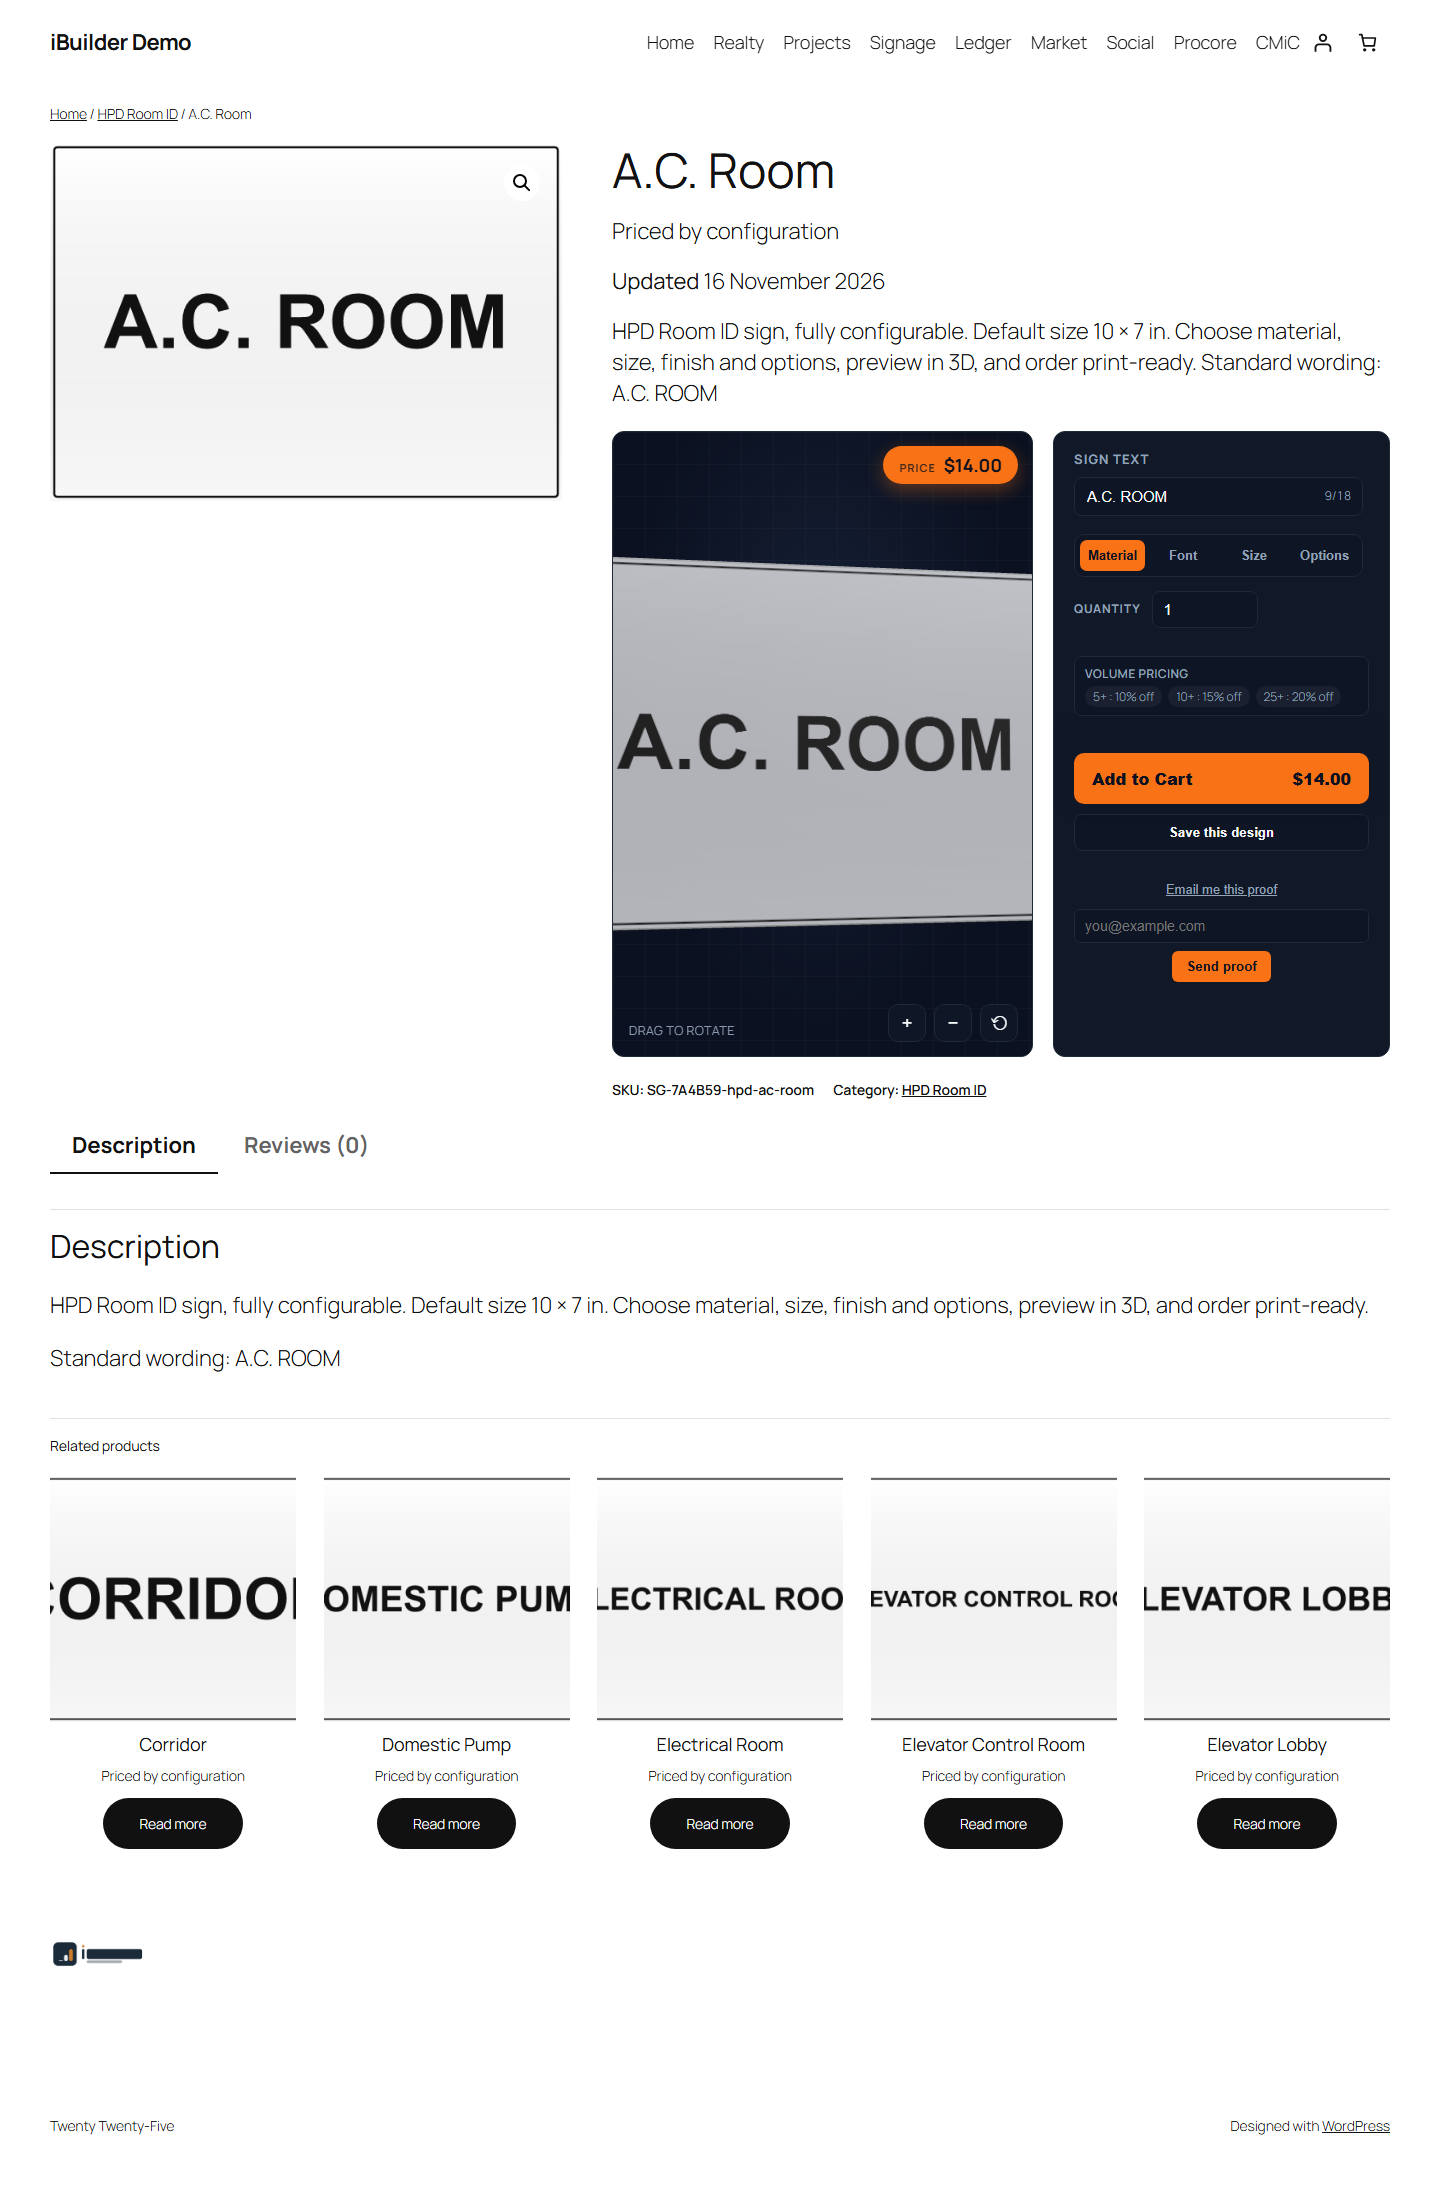 iBuilder Demo
Home Realty Projects Signage Ledger Market Social Procore CMiC
Home / HPD Room ID / A.C. Room
A.C. ROOM
A.C. Room
Priced by configuration
Updated 16 November 2026
HPD Room ID sign, fully configurable. Default size 10 × 7 in. Choose material,
size, finish and options, preview in 3D, and order print-ready. Standard wording:
A.C. ROOM
PRICE $14.00
A.C. ROOM
DRAG TO ROTATE
+ −
SIGN TEXT
A.C. ROOM 9/18
Material Font Size Options
QUANTITY 1
VOLUME PRICING
5+ : 10% off 10+ : 15% off 25+ : 20% off
Add to Cart $14.00
Save this design
Email me this proof
you@example.com
Send proof
SKU: SG-7A4B59-hpd-ac-room Category: HPD Room ID
Description Reviews (0)
Description
HPD Room ID sign, fully configurable. Default size 10 × 7 in. Choose material, size, finish and options, preview in 3D, and order print-ready.
Standard wording: A.C. ROOM
Related products
CORRIDOR
OMESTIC PUM
LECTRICAL ROO
EVATOR CONTROL ROO
LEVATOR LOBB
Corridor
Priced by configuration
Read more
Domestic Pump
Priced by configuration
Read more
Electrical Room
Priced by configuration
Read more
Elevator Control Room
Priced by configuration
Read more
Elevator Lobby
Priced by configuration
Read more
Twenty Twenty-Five
Designed with WordPress